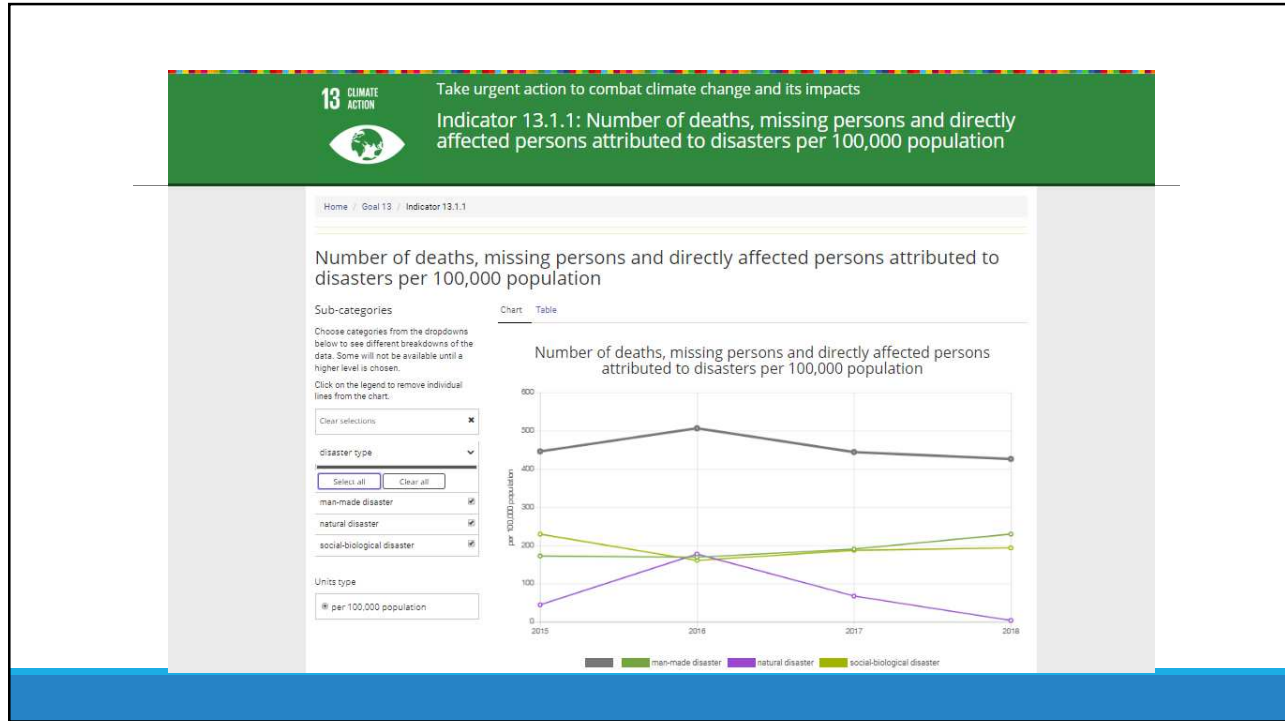 13 CLIMATE
ACTION
Take urgent action to combat climate change and its impacts
Indicator 13.1.1: Number of deaths, missing persons and directly
affected persons attributed to disasters per 100,000 population
Home / Goal 13 / Indicator 13.1.1
Number of deaths, missing persons and directly affected persons attributed to
disasters per 100,000 population
Sub-categories
Choose categories from the dropdowns
below to see different breakdowns of the
data. Some will not be available until a
higher level is chosen.
Click on the legend to remove individual
lines from the chart.
Clear selections ✖
disaster type
Select all Clear all
man-made disaster
natural disaster
social-biological disaster
Units type
per 100,000 population
Chart Table
Number of deaths, missing persons and directly affected persons
attributed to disasters per 100,000 population
per 100,000 population
600
500
400
300
200
100
0
2015 2016 2017 2018
man-made disaster natural disaster social-biological disaster